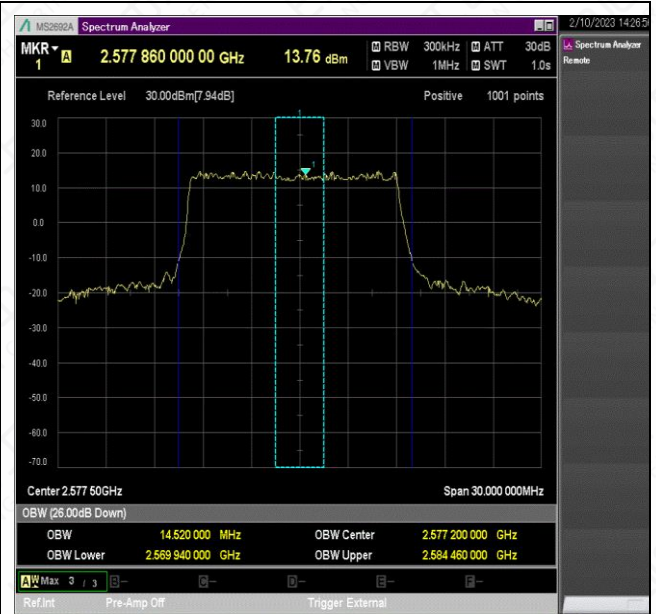 MS2692A Spectrum Analyzer
2/10/2023 14:26:5
MKR A 2.577 860 000 00 GHz 13.76 dBm M RBW 300kHz M ATT 30dB
1 M VBW 1MHz M SWT 1.0s
Spectrum Analyzer
Remote
Reference Level 30.00dBm[7.94dB] Positive 1001 points
1
30.0
20.0
1
10.0
0.0
-10.0
-20.0
-30.0
-40.0
-50.0
-60.0
-70.0
Center 2.577 50GHz Span 30.000 000MHz
OBW (26.00dB Down)
OBW 14.520 000 MHz OBW Center 2.577 200 000 GHz
OBW Lower 2.569 940 000 GHz OBW Upper 2.584 460 000 GHz
A W Max 3 / 3 B- C- D- E- F-
Ref.Int Pre-Amp Off Trigger External